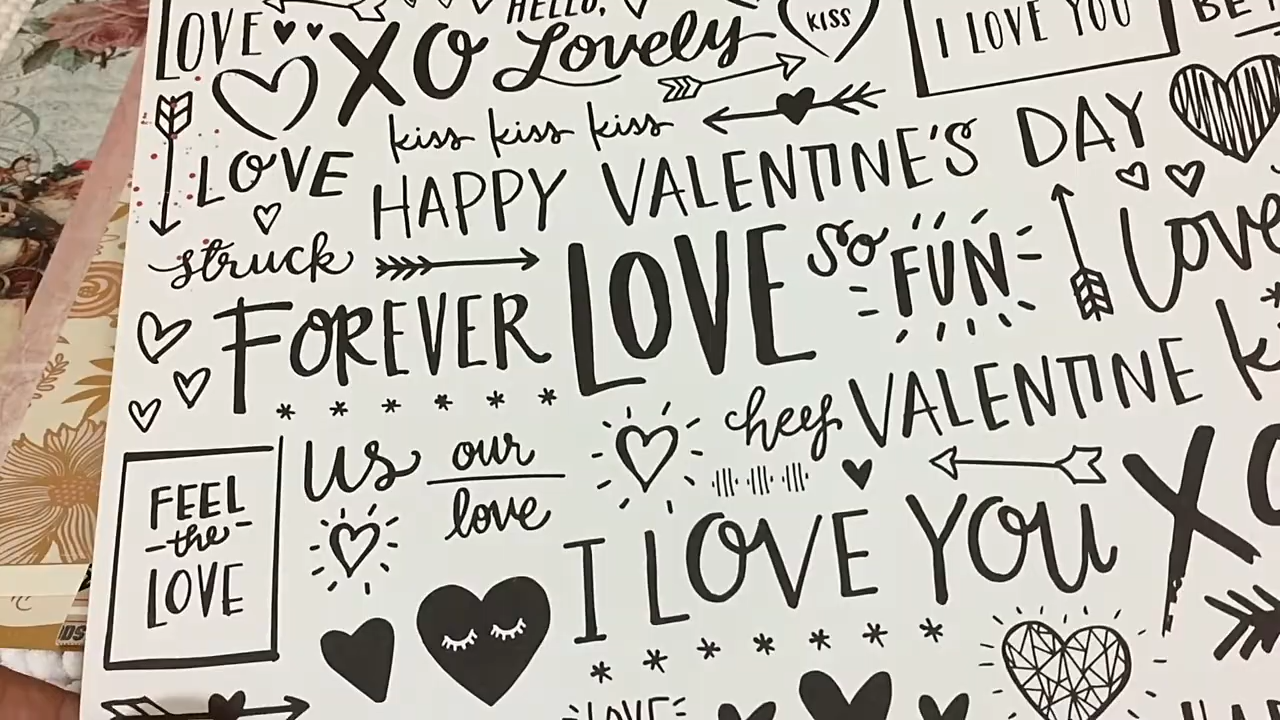 HELLO,
LOVE XO Lovely KISS I LOVE YOU
kiss kiss kiss
LOVE HAPPY VALENTINE'S DAY
struck LOVE SO FUN Love
FOREVER
hey VALENTINE
US our love
XO
FEEL
-the-
LOVE
I LOVE YOU
LOVE